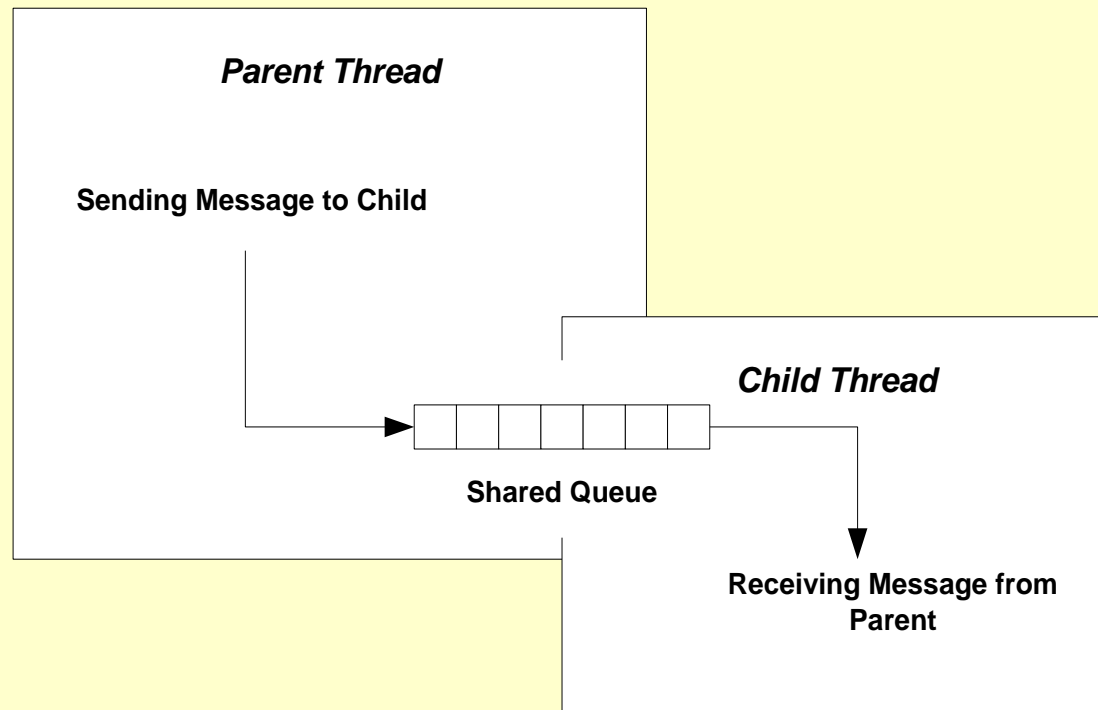 Parent Thread
Sending Message to Child
Child Thread
Shared Queue
Receiving Message from
Parent